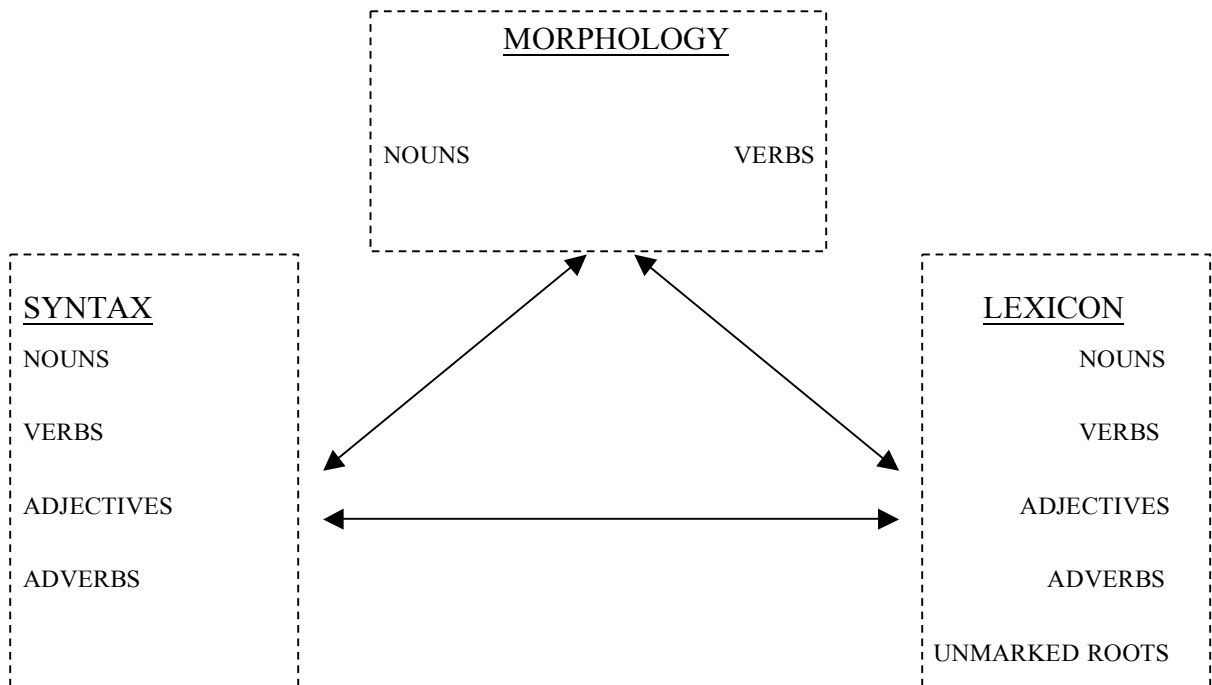 MORPHOLOGY
NOUNS VERBS
SYNTAX
NOUNS
VERBS
ADJECTIVES
ADVERBS
LEXICON
NOUNS
VERBS
ADJECTIVES
ADVERBS
UNMARKED ROOTS